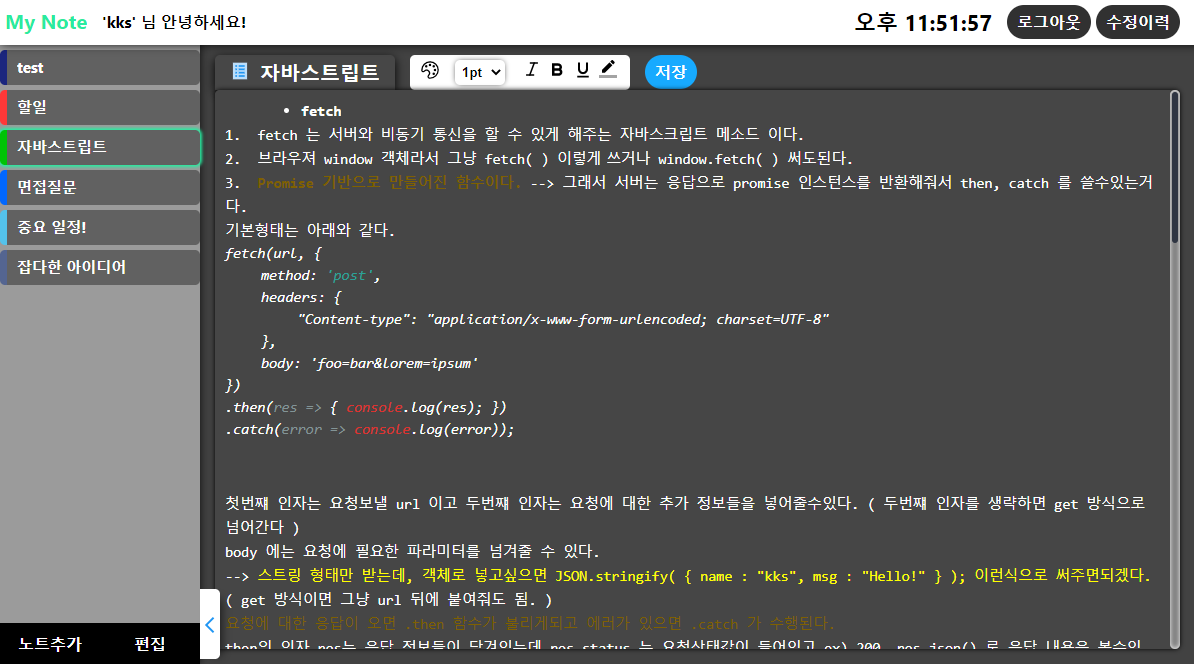 My Note 'kks' 님 안녕하세요! 오후 11:51:57 로그아웃 수정이력
test
할일
자바스트립트
면접질문
중요 일정!
잡다한 아이디어
노트추가 편집
자바스트립트 1pt I B U 저장
• fetch
1. fetch 는 서버와 비동기 통신을 할 수 있게 해주는 자바스크립트 메소드 이다.
2. 브라우져 window 객체라서 그냥 fetch( ) 이렇게 쓰거나 window.fetch( ) 써도된다.
3. Promise 기반으로 만들어진 함수이다. --> 그래서 서버는 응답으로 promise 인스턴스를 반환해줘서 then, catch 를 쓸수있는거
다.
기본형태는 아래와 같다.
fetch(url, {
method: 'post',
headers: {
"Content-type": "application/x-www-form-urlencoded; charset=UTF-8"
},
body: 'foo=bar&lorem=ipsum'
})
.then(res => { console.log(res); })
.catch(error => console.log(error));
첫번째 인자는 요청보낼 url 이고 두번째 인자는 요청에 대한 추가 정보들을 넣어줄수있다. ( 두번째 인자를 생략하면 get 방식으로
넘어간다 )
body 에는 요청에 필요한 파라미터를 넘겨줄 수 있다.
--> 스트링 형태만 받는데, 객체로 넣고싶으면 JSON.stringify( { name : "kks", msg : "Hello!" } ); 이런식으로 써주면되겠다.
( get 방식이면 그냥 url 뒤에 붙여줘도 됨. )
요청에 대한 응답이 오면 .then 함수가 불리게되고 에러가 있으면 .catch 가 수행된다.
then의 인자 res는 응답 정보들이 담겨있는데 res.status 는 요청상태값이 들어있고 ex) 200, res.json() 로 응답 내용을 볼수있